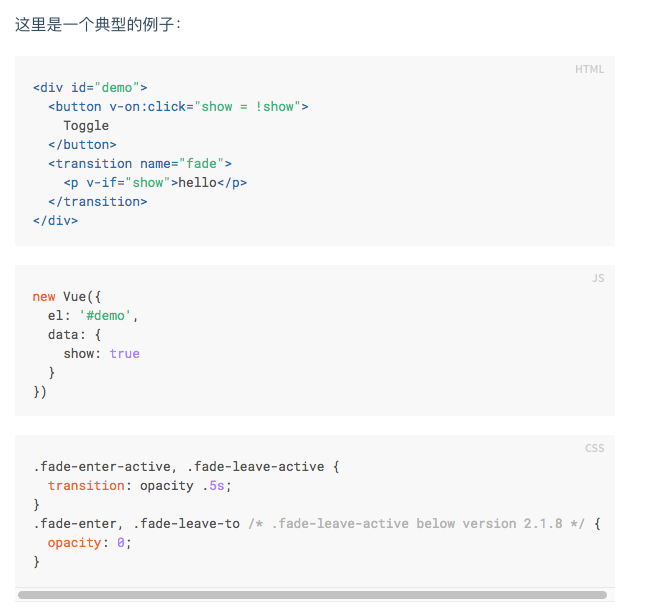 这里是一个典型的例子：
HTML
<div id="demo">
  <button v-on:click="show = !show">
    Toggle
  </button>
  <transition name="fade">
    <p v-if="show">hello</p>
  </transition>
</div>
JS
new Vue({
  el: '#demo',
  data: {
    show: true
  }
})
CSS
.fade-enter-active, .fade-leave-active {
  transition: opacity .5s;
}
.fade-enter, .fade-leave-to /* .fade-leave-active below version 2.1.8 */ {
  opacity: 0;
}